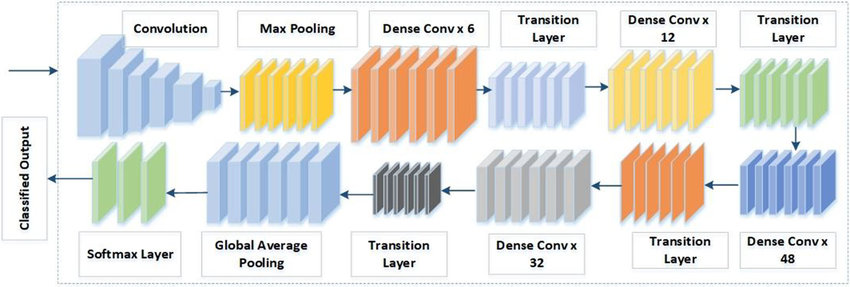 Convolution
Max Pooling
Dense Conv x 6
Transition
Layer
Dense Conv x
12
Transition
Layer
Classified Output
Softmax Layer
Global Average
Pooling
Transition
Layer
Dense Conv x
32
Transition
Layer
Dense Conv x
48